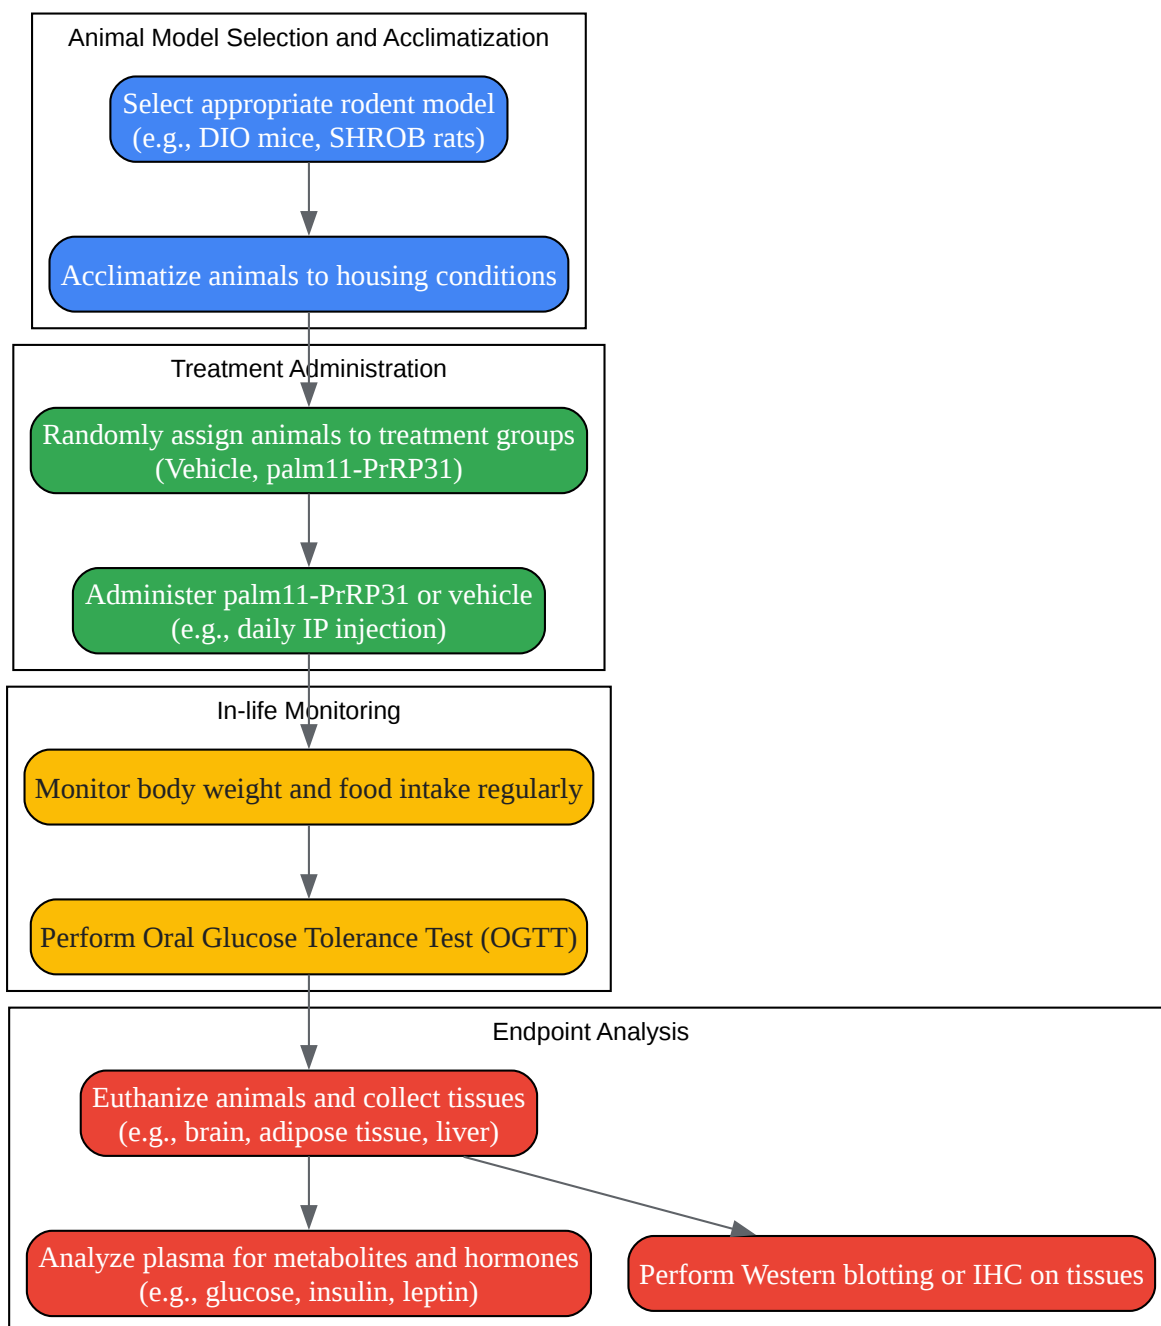 Animal Model Selection and Acclimatization
Select appropriate rodent model
(e.g., DIO mice, SHROB rats)
Acclimatize animals to housing conditions
Treatment Administration
Randomly assign animals to treatment groups
(Vehicle, palm11-PrRP31)
Administer palm11-PrRP31 or vehicle
(e.g., daily IP injection)
In-life Monitoring
Monitor body weight and food intake regularly
Perform Oral Glucose Tolerance Test (OGTT)
Endpoint Analysis
Euthanize animals and collect tissues
(e.g., brain, adipose tissue, liver)
Analyze plasma for metabolites and hormones
(e.g., glucose, insulin, leptin)
Perform Western blotting or IHC on tissues